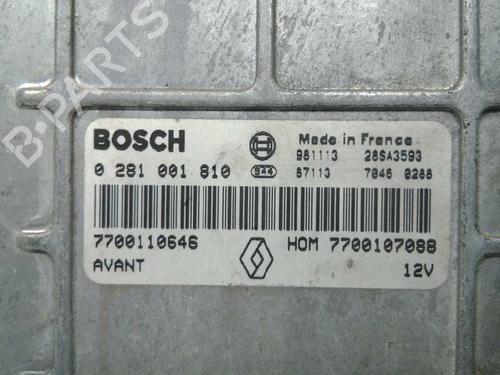 B-PARTS
BOSCH
Made in France
981113 28SA3593
0 281 001 810 944 87113 7046 0288
7700110646 HOM 7700107088
AVANT 12V